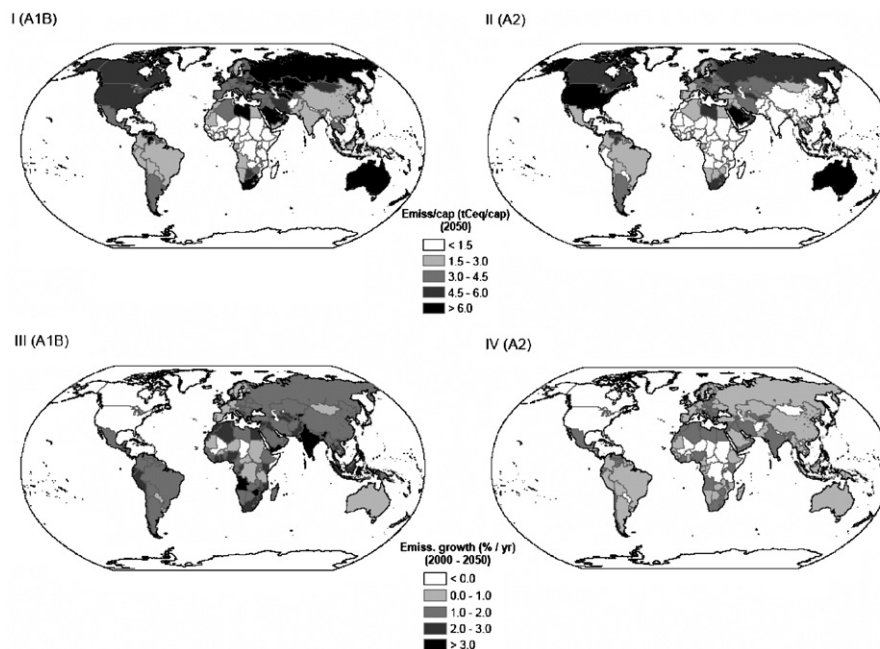 I (A1B)
II (A2)
Emiss/cap (tCeq/cap)
(2050)
< 1.5
1.5 - 3.0
3.0 - 4.5
4.5 - 6.0
> 6.0
III (A1B)
IV (A2)
Emiss. growth (% / yr)
(2000 - 2050)
< 0.0
0.0 - 1.0
1.0 - 2.0
2.0 - 3.0
> 3.0